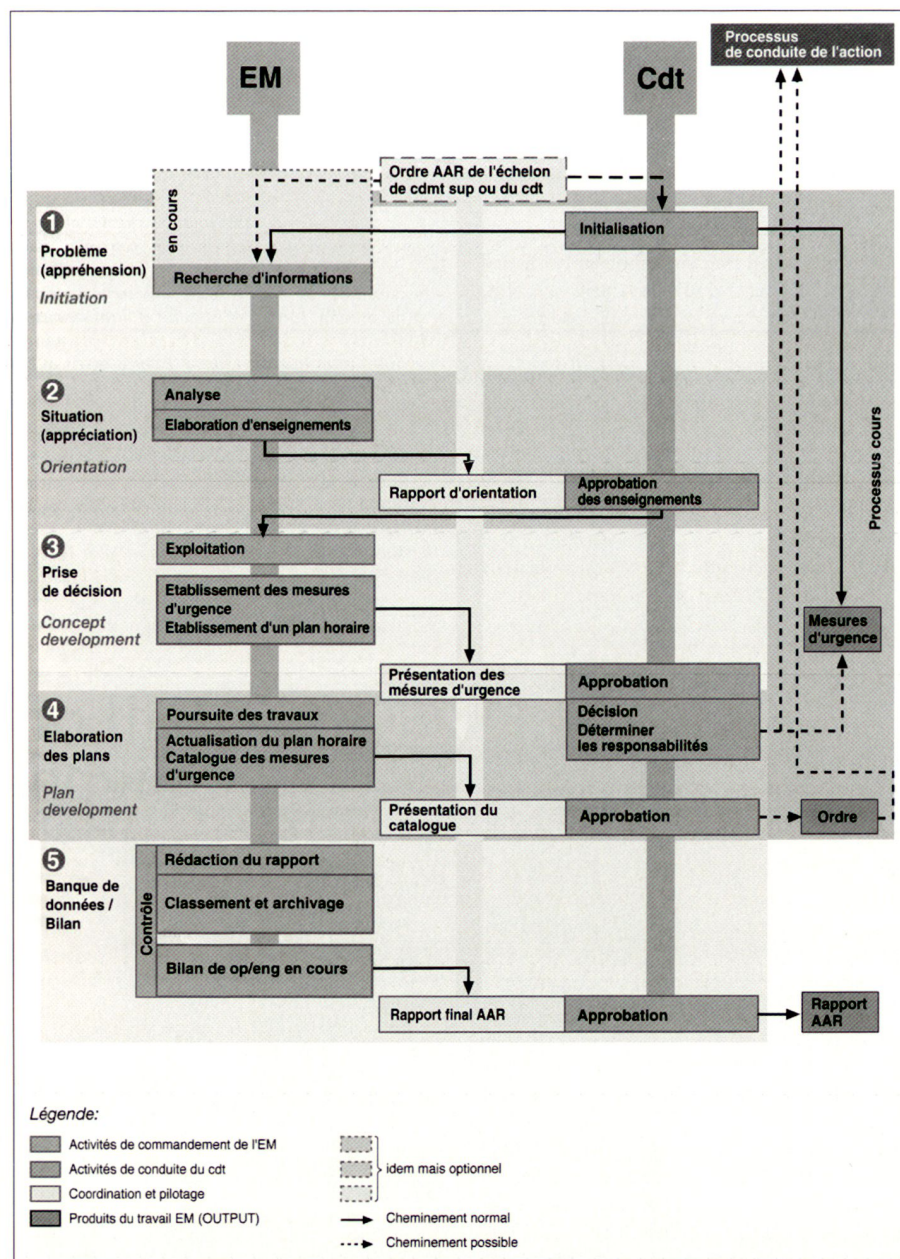 Processus
de conduite de l'action
EM
Cdt
Ordre AAR de l'échelon
de cdmt sup ou du cdt
en cours
1
Problème
(appréhension)
Initiation
Initialisation
Recherche d'informations
2
Situation
(appréciation)
Orientation
Analyse
Elaboration d'enseignements
Rapport d'orientation
Approbation
des enseignements
Processus cours
3
Prise
de décision
Concept
development
Exploitation
Etablissement des mesures
d'urgence
Etablissement d'un plan horaire
Mesures
d'urgence
Présentation des
mésures d'urgence
Approbation
Décision
Déterminer
les responsabilités
4
Elaboration
des plans
Plan
development
Poursuite des travaux
Actualisation du plan horaire
Catalogue des mesures
d'urgence
Présentation du
catalogue
Approbation
Ordre
5
Banque de
données /
Bilan
Contrôle
Rédaction du rapport
Classement et archivage
Bilan de op/eng en cours
Rapport final AAR
Approbation
Rapport
AAR
Légende:
Activités de commandement de l'EM
Activités de conduite du cdt
Coordination et pilotage
Produits du travail EM (OUTPUT)
idem mais optionnel
Cheminement normal
Cheminement possible